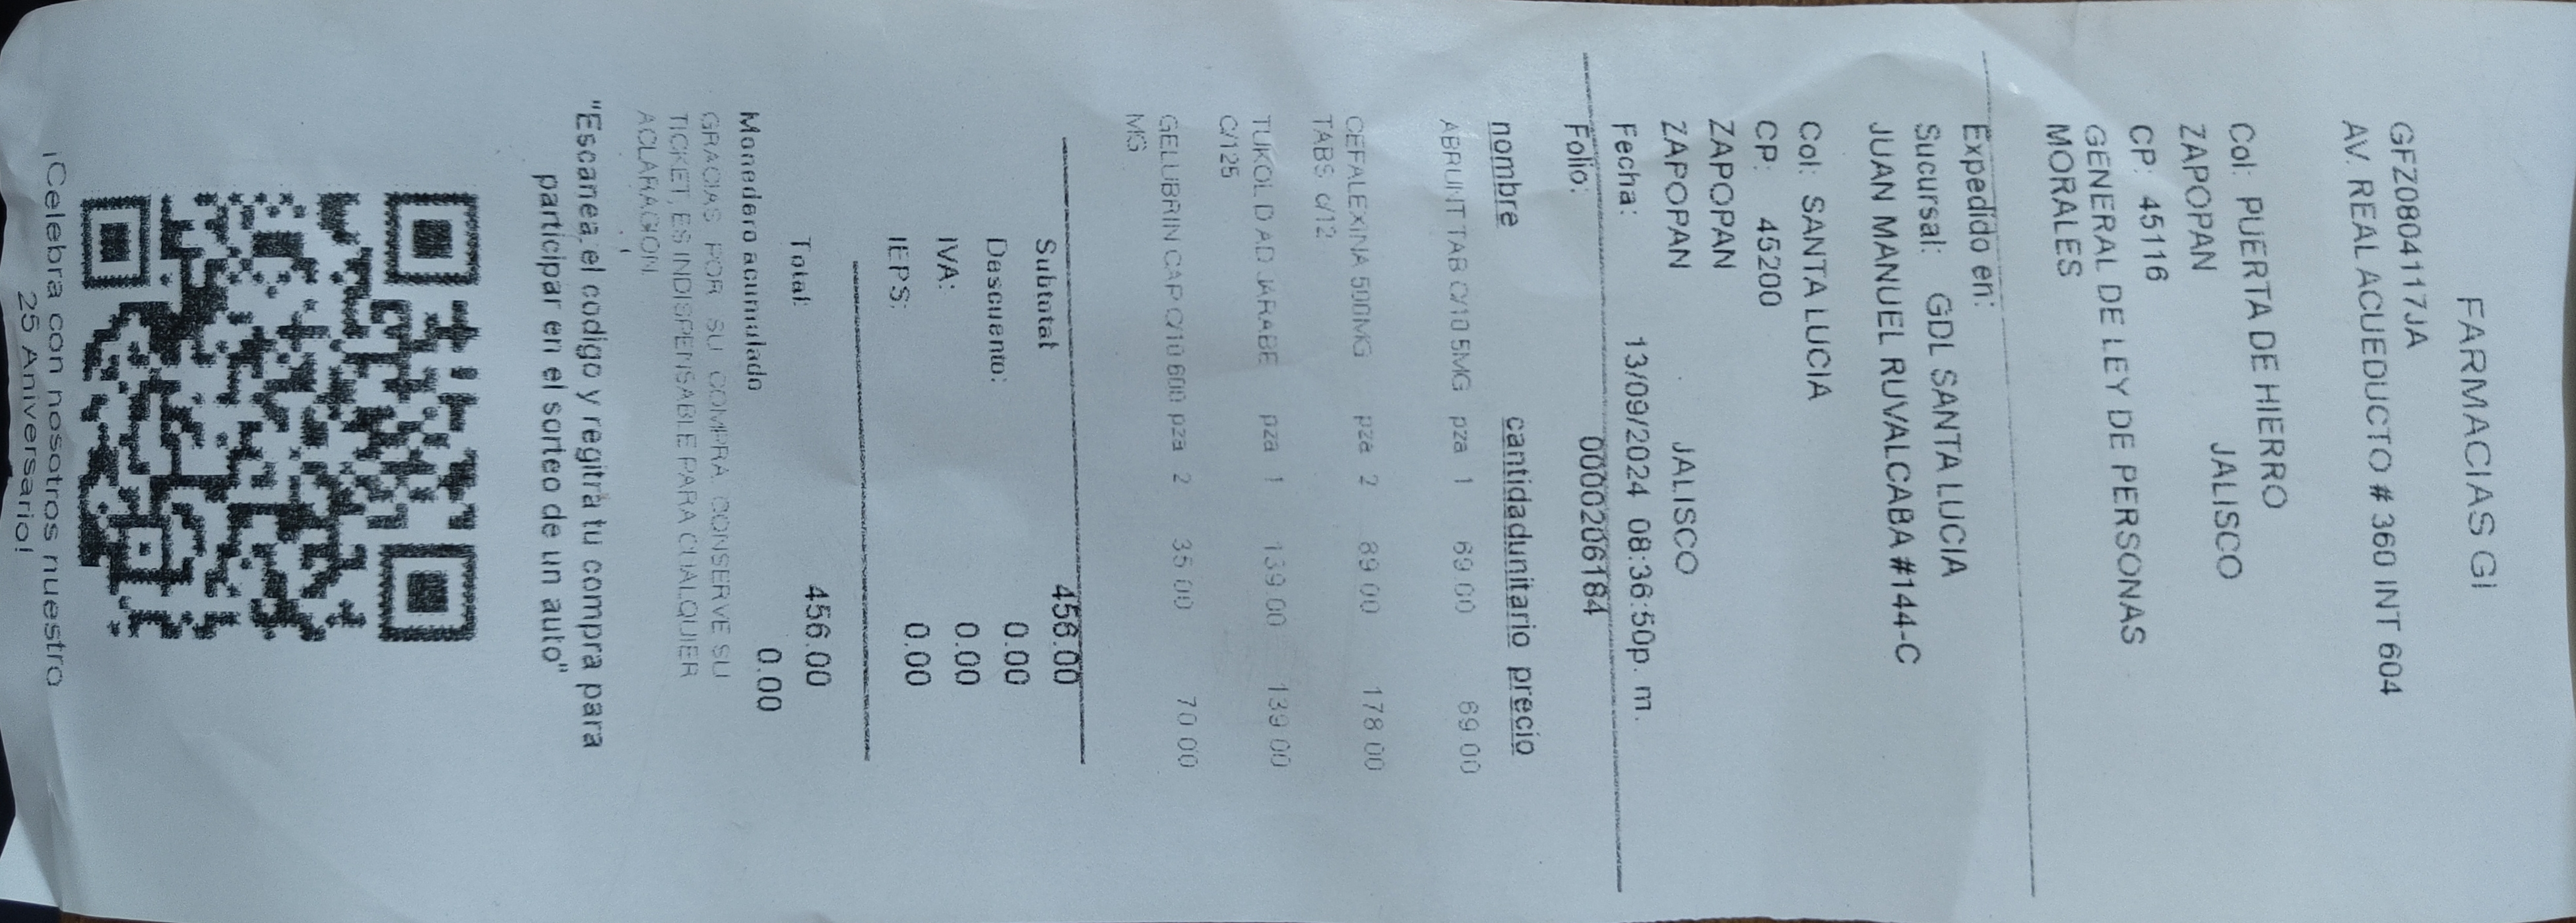 FARMACIAS GI
GFZ0804117JA
AV. REAL ACUEDUCTO # 360 INT 604
Col: PUERTA DE HIERRO
ZAPOPAN JALISCO
CP: 45116
GENERAL DE LEY DE PERSONAS
MORALES
Expedido en:
Sucursal: GDL SANTA LUCIA
JUAN MANUEL RUVALCABA #144-C
Col: SANTA LUCIA
CP: 45200
ZAPOPAN
ZAPOPAN JALISCO
Fecha: 13/09/2024 08:36:50p. m.
Folio: 0000206184
nombre cantidadunitario precio
ABRUNT TAB C/10 5MG pza 1 69.00 69.00
CEFALEXINA 500MG pza 2 89.00 178.00
TABS. c/12
TUKOL D AD JARABE pza 1 139.00 139.00
C/125
GELUBRIN CAP C/10 600 pza 2 35.00 70.00
MG
Subtotal 456.00
Descuento: 0.00
IVA: 0.00
IEPS: 0.00
Total: 456.00
Monedero acumulado 0.00
GRACIAS POR SU COMPRA. CONSERVE SU
TICKET, ES INDISPENSABLE PARA CUALQUIER
ACLARACION.
"Escanea el codigo y regitra tu compra para
participar en el sorteo de un auto"
¡Celebra con nosotros nuestro
25 Aniversario!